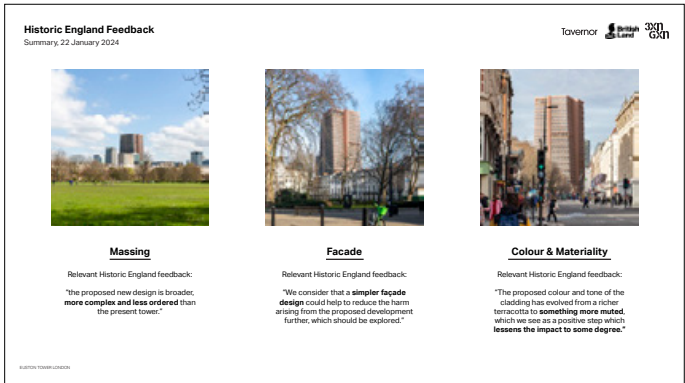 Historic England Feedback
Summary, 22 January 2024
Tavernor
British
Land
3XN
GXN
Massing
Relevant Historic England feedback:
"the proposed new design is broader,
more complex and less ordered than
the present tower."
Facade
Relevant Historic England feedback:
"We consider that a simpler façade
design could help to reduce the harm
arising from the proposed development
further, which should be explored."
Colour & Materiality
Relevant Historic England feedback:
"The proposed colour and tone of the
cladding has evolved from a richer
terracotta to something more muted,
which we see as a positive step which
lessens the impact to some degree."
EUSTON TOWER LONDON